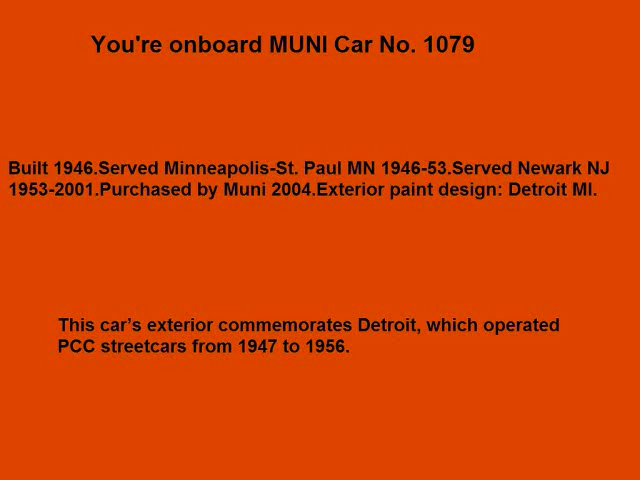 You're onboard MUNI Car No. 1079
Built 1946.Served Minneapolis-St. Paul MN 1946-53.Served Newark NJ
1953-2001.Purchased by Muni 2004.Exterior paint design: Detroit MI.
This car’s exterior commemorates Detroit, which operated
PCC streetcars from 1947 to 1956.